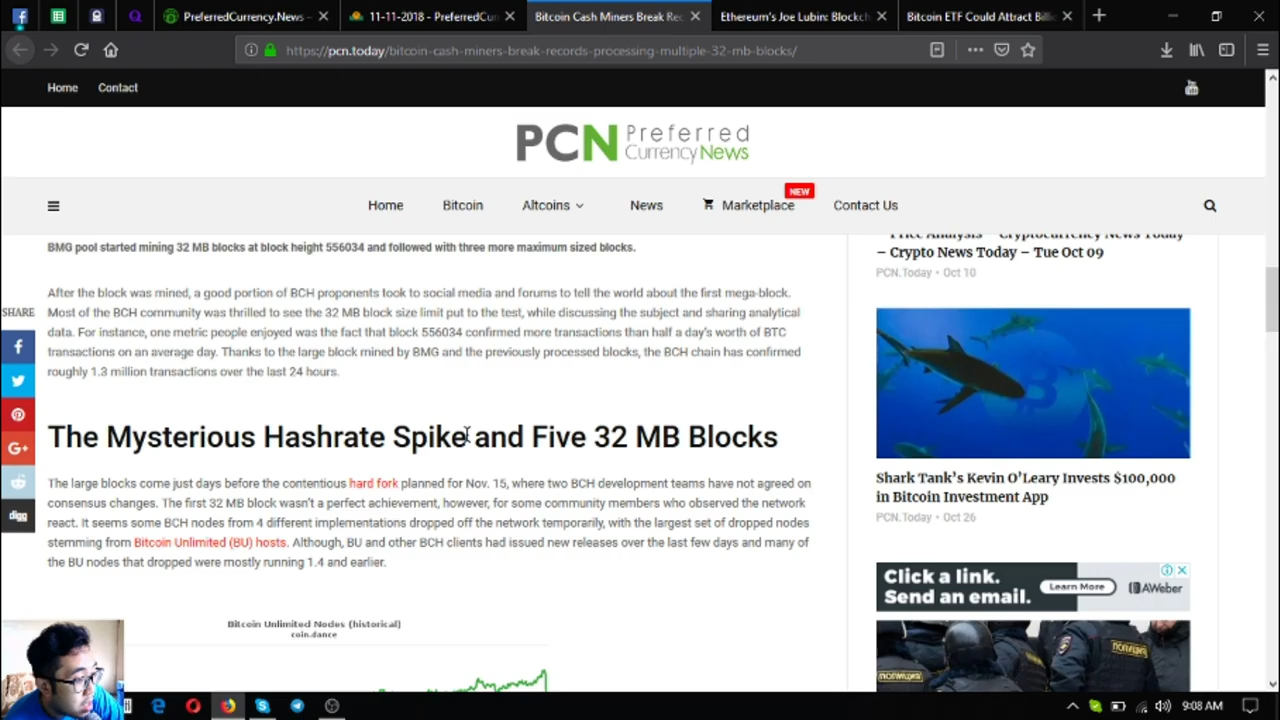 PreferredCurrency.News –
11-11-2018 - PreferredCur
Bitcoin Cash Miners Break Rec
Ethereum's Joe Lubin: Blockch
Bitcoin ETF Could Attract Billi
https://pcn.today/bitcoin-cash-miners-break-records-processing-multiple-32-mb-blocks/
Home Contact
PCN Preferred
CurrencyNews
NEW
Home Bitcoin Altcoins News Marketplace Contact Us
BMG pool started mining 32 MB blocks at block height 556034 and followed with three more maximum sized blocks.
After the block was mined, a good portion of BCH proponents took to social media and forums to tell the world about the first mega-block.
Most of the BCH community was thrilled to see the 32 MB block size limit put to the test, while discussing the subject and sharing analytical
data. For instance, one metric people enjoyed was the fact that block 556034 confirmed more transactions than half a day's worth of BTC
transactions on an average day. Thanks to the large block mined by BMG and the previously processed blocks, the BCH chain has confirmed
roughly 1.3 million transactions over the last 24 hours.
The Mysterious Hashrate Spike and Five 32 MB Blocks
The large blocks come just days before the contentious hard fork planned for Nov. 15, where two BCH development teams have not agreed on
consensus changes. The first 32 MB block wasn't a perfect achievement, however, for some community members who observed the network
react. It seems some BCH nodes from 4 different implementations dropped off the network temporarily, with the largest set of dropped nodes
stemming from Bitcoin Unlimited (BU) hosts. Although, BU and other BCH clients had issued new releases over the last few days and many of
the BU nodes that dropped were mostly running 1.4 and earlier.
Bitcoin Unlimited Nodes (historical)
coin.dance
SHARE
digg
Price Analysis – Cryptocurrency News Today
– Crypto News Today – Tue Oct 09
PCN.Today • Oct 10
Shark Tank's Kevin O'Leary Invests $100,000
in Bitcoin Investment App
PCN.Today • Oct 26
Click a link.
Send an email.
Learn More
AWeber
ПОЛИЦИЯ
9:08 AM